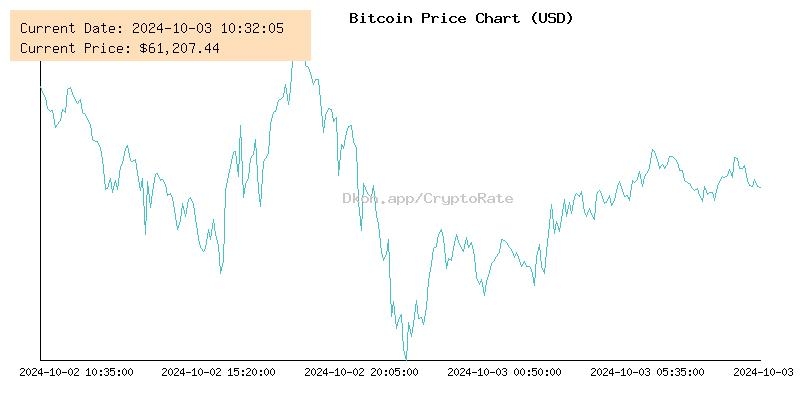 Bitcoin Price Chart (USD)
Current Date: 2024-10-03 10:32:05
Current Price: $61,207.44
Dkon.app/CryptoRate
2024-10-02 10:35:00 2024-10-02 15:20:00 2024-10-02 20:05:00 2024-10-03 00:50:00 2024-10-03 05:35:00 2024-10-03